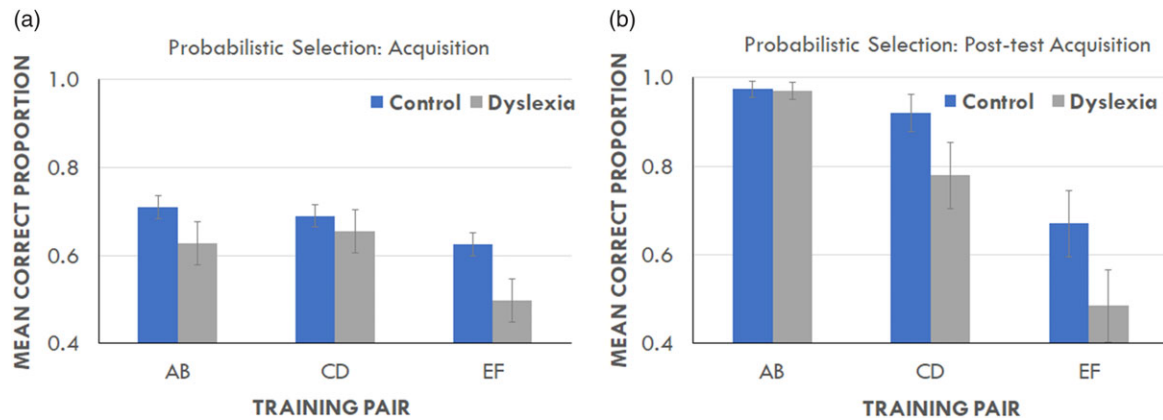 (a)
Probabilistic Selection: Acquisition
MEAN CORRECT PROPORTION
1.0
0.8
0.6
0.4
Control
Dyslexia
AB
CD
EF
TRAINING PAIR
(b)
Probabilistic Selection: Post-test Acquisition
MEAN CORRECT PROPORTION
1.0
0.8
0.6
0.4
Control
Dyslexia
AB
CD
EF
TRAINING PAIR